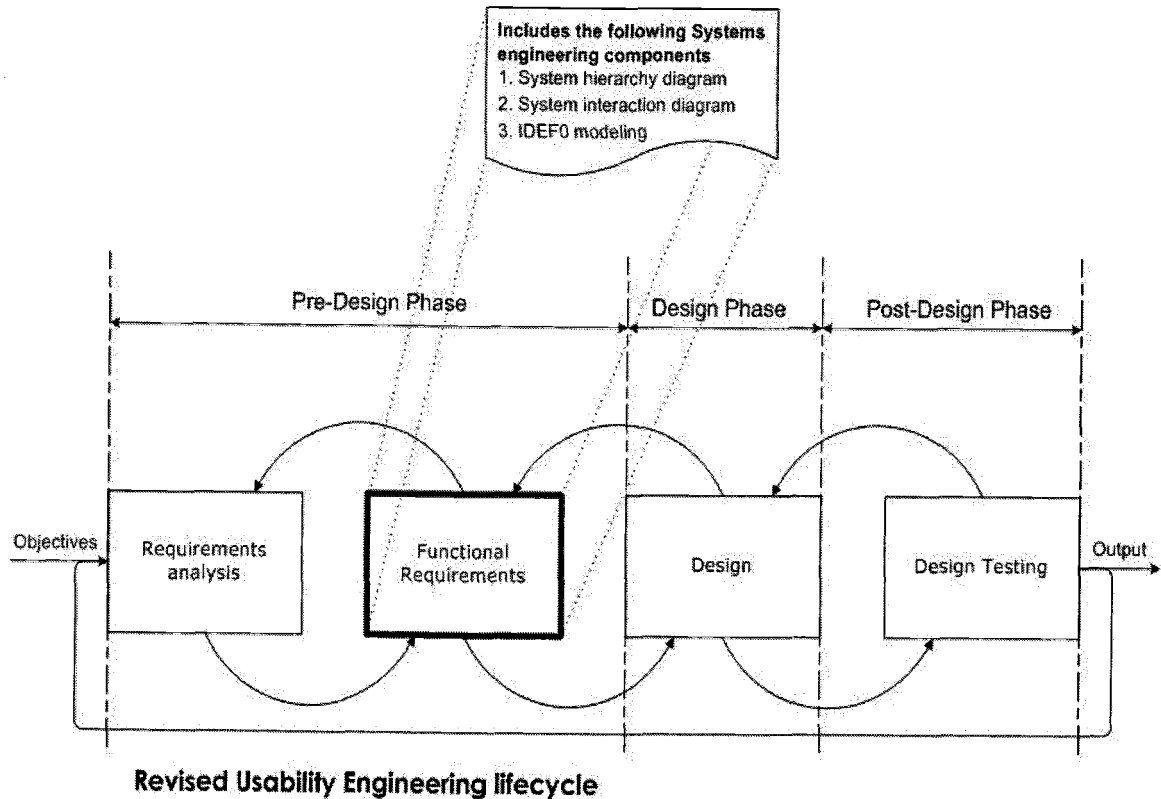 Includes the following Systems
engineering components
1. System hierarchy diagram
2. System interaction diagram
3. IDEF0 modeling
Pre-Design Phase
Design Phase
Post-Design Phase
Objectives
Requirements
analysis
Functional
Requirements
Design
Design Testing
Output
Revised Usability Engineering lifecycle